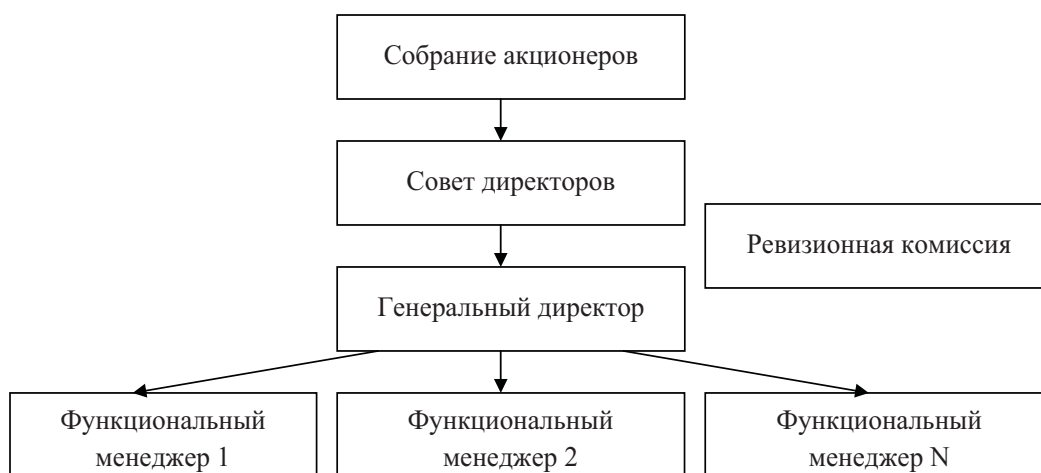 Собрание акционеров
Совет директоров
Ревизионная комиссия
Генеральный директор
Функциональный
менеджер 1
Функциональный
менеджер 2
Функциональный
менеджер N